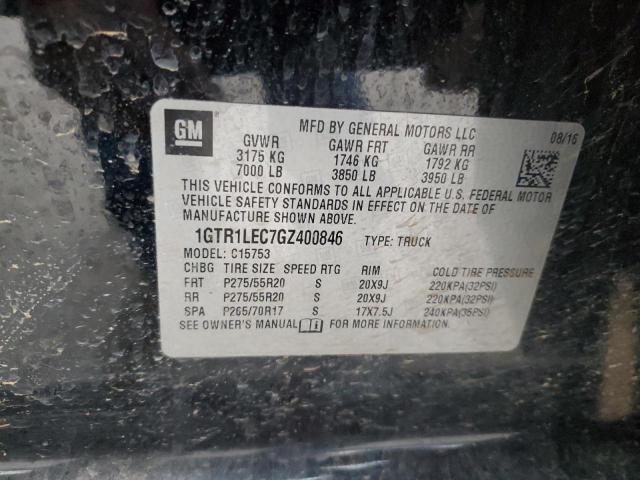 GM
MFD BY GENERAL MOTORS LLC
08/16
GVWR GAWR FRT GAWR RR
3175 KG 1746 KG 1792 KG
7000 LB 3850 LB 3950 LB
THIS VEHICLE CONFORMS TO ALL APPLICABLE U.S. FEDERAL MOTOR
VEHICLE SAFETY STANDARDS IN EFFECT ON THE DATE OF
MANUFACTURE SHOWN ABOVE.
1GTR1LEC7GZ400846 TYPE: TRUCK
MODEL: C15753
CHBG TIRE SIZE SPEED RTG RIM COLD TIRE PRESSURE
FRT P275/55R20 S 20X9J 220KPA(32PSI)
RR P275/55R20 S 20X9J 220KPA(32PSI)
SPA P265/70R17 S 17X7.5J 240KPA(35PSI)
SEE OWNER'S MANUAL FOR MORE INFORMATION